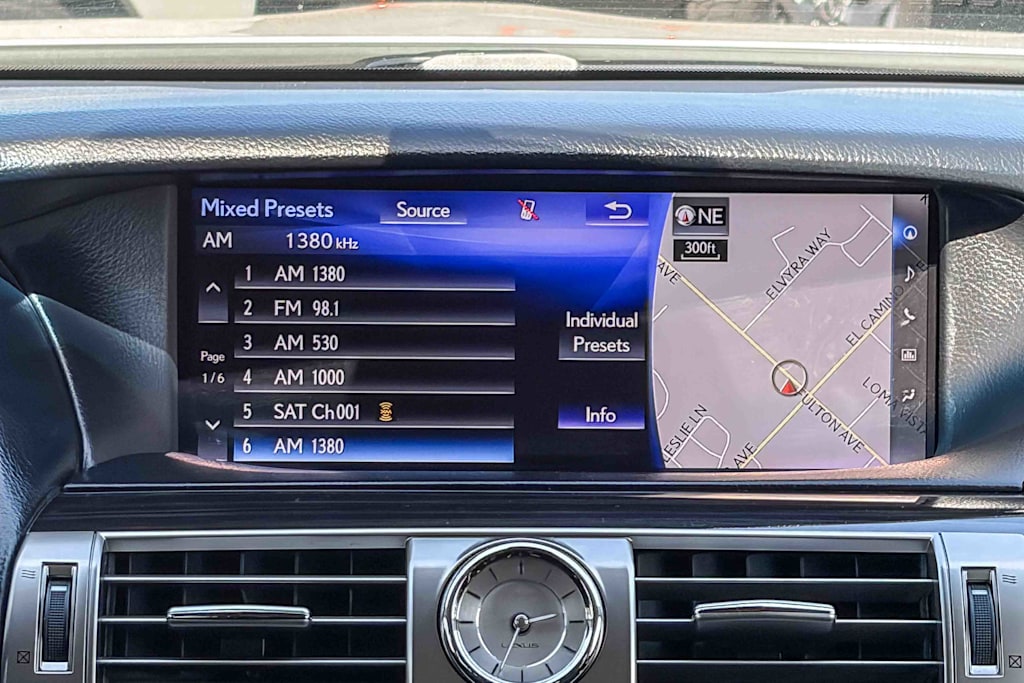 Mixed Presets
Source
AM 1380 kHz
1 AM 1380
2 FM 98.1
3 AM 530
Page
1/6
4 AM 1000
5 SAT Ch001
6 AM 1380
Individual
Presets
Info
NE
300ft
AVE
ELVYRA WAY
EL CAMINO
LOMA VISTA
FULTON AVE
LESLIE LN
AVE
LEXUS